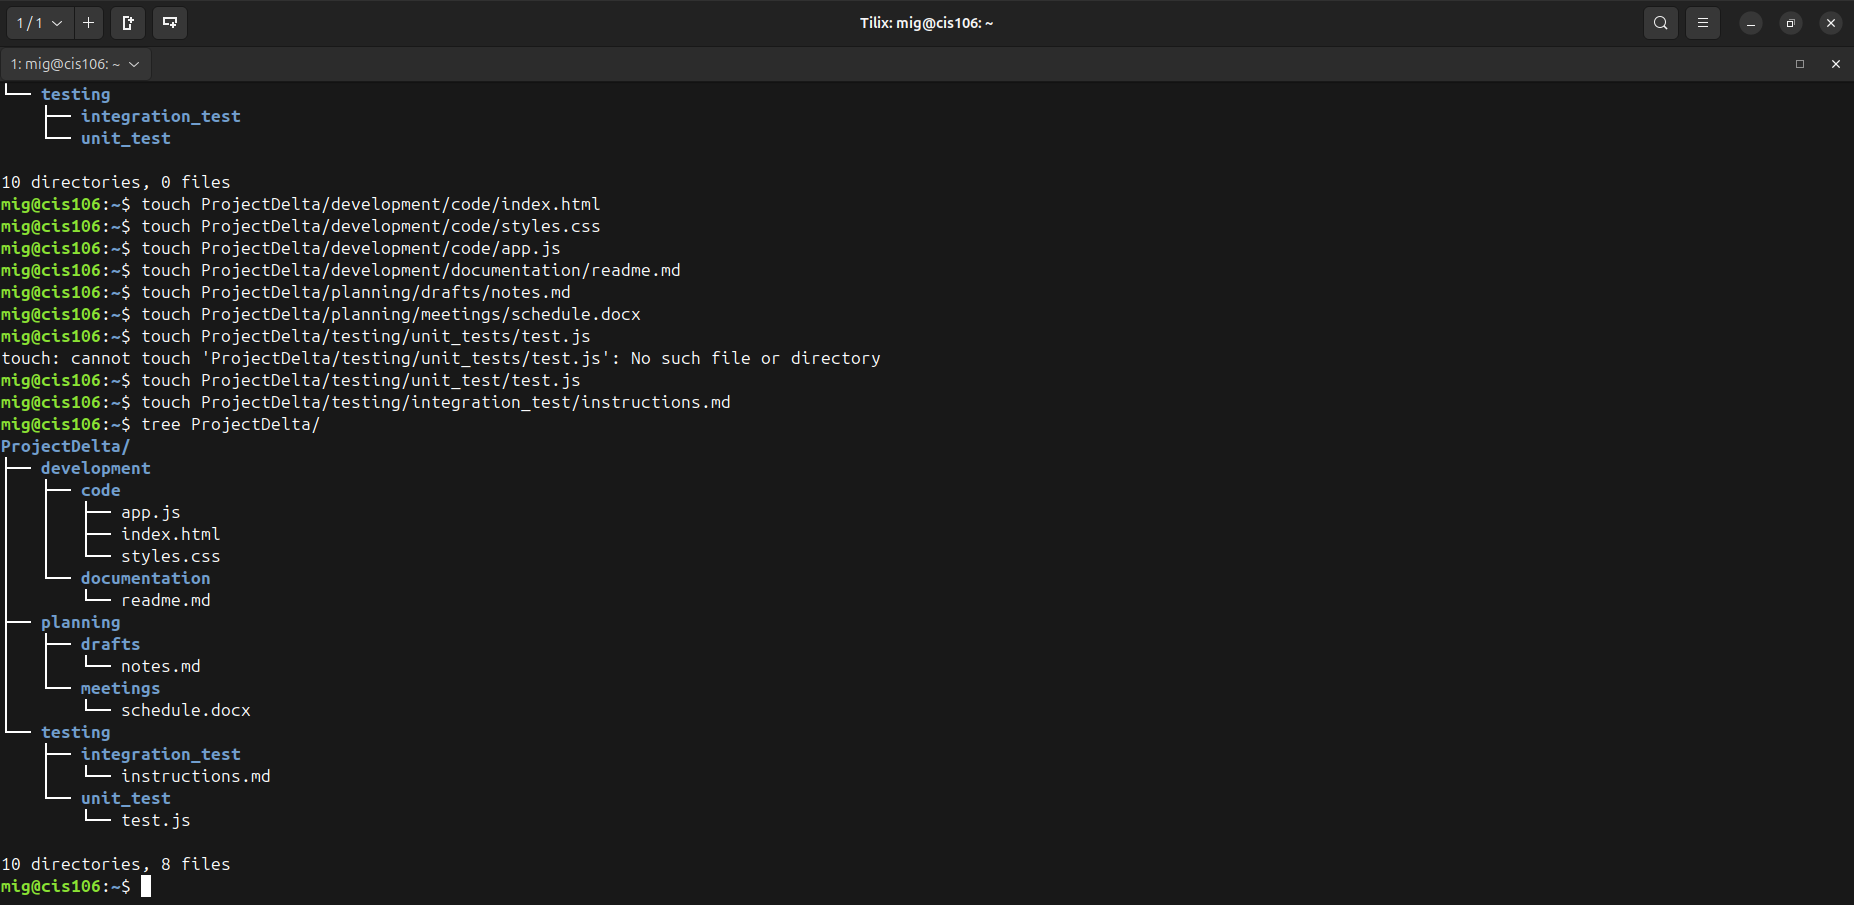 1 / 1
Tilix: mig@cis106: ~
1: mig@cis106: ~
└── testing
    ├── integration_test
    └── unit_test
10 directories, 0 files
mig@cis106:~$ touch ProjectDelta/development/code/index.html
mig@cis106:~$ touch ProjectDelta/development/code/styles.css
mig@cis106:~$ touch ProjectDelta/development/code/app.js
mig@cis106:~$ touch ProjectDelta/development/documentation/readme.md
mig@cis106:~$ touch ProjectDelta/planning/drafts/notes.md
mig@cis106:~$ touch ProjectDelta/planning/meetings/schedule.docx
mig@cis106:~$ touch ProjectDelta/testing/unit_tests/test.js
touch: cannot touch 'ProjectDelta/testing/unit_tests/test.js': No such file or directory
mig@cis106:~$ touch ProjectDelta/testing/unit_test/test.js
mig@cis106:~$ touch ProjectDelta/testing/integration_test/instructions.md
mig@cis106:~$ tree ProjectDelta/
ProjectDelta/
├── development
│   ├── code
│   │   ├── app.js
│   │   ├── index.html
│   │   └── styles.css
│   └── documentation
│       └── readme.md
├── planning
│   ├── drafts
│   │   └── notes.md
│   └── meetings
│       └── schedule.docx
└── testing
    ├── integration_test
    │   └── instructions.md
    └── unit_test
        └── test.js
10 directories, 8 files
mig@cis106:~$